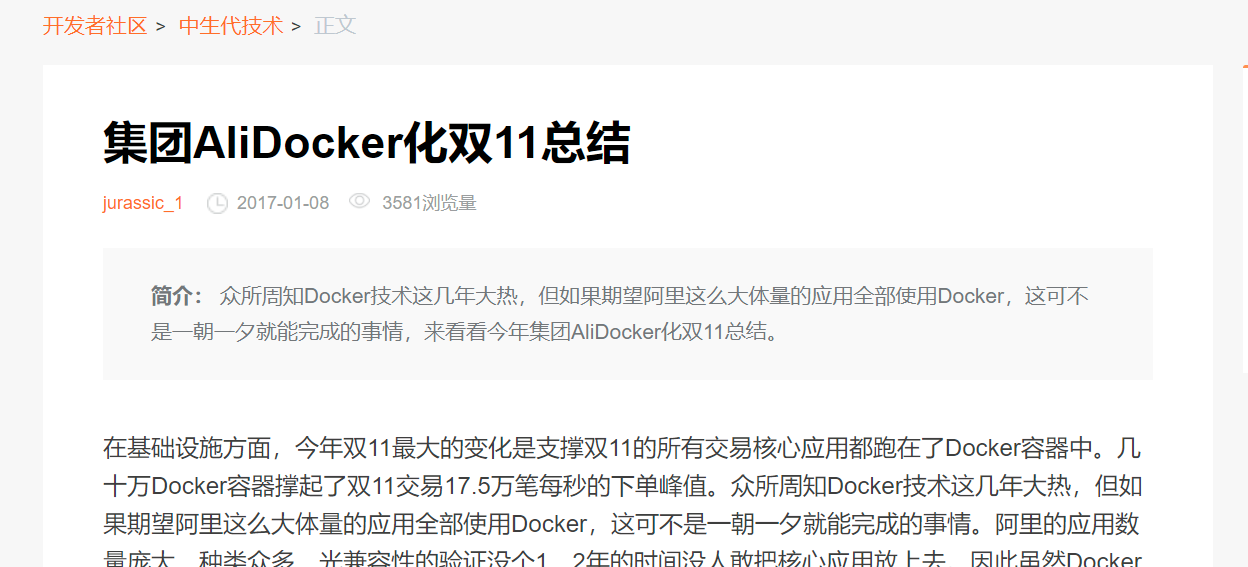 开发者社区 > 中生代技术 > 正文
集团AliDocker化双11总结
jurassic_1 2017-01-08 3581浏览量
简介： 众所周知Docker技术这几年大热，但如果期望阿里这么大体量的应用全部使用Docker，这可不
是一朝一夕就能完成的事情，来看看今年集团AliDocker化双11总结。
在基础设施方面，今年双11最大的变化是支撑双11的所有交易核心应用都跑在了Docker容器中。几
十万Docker容器撑起了双11交易17.5万笔每秒的下单峰值。众所周知Docker技术这几年大热，但如
果期望阿里这么大体量的应用全部使用Docker，这可不是一朝一夕就能完成的事情。阿里的应用数
量庞大，种类众多，光兼容性的验证没个1，2年的时间没人敢把核心应用放上去。因此虽然Docker